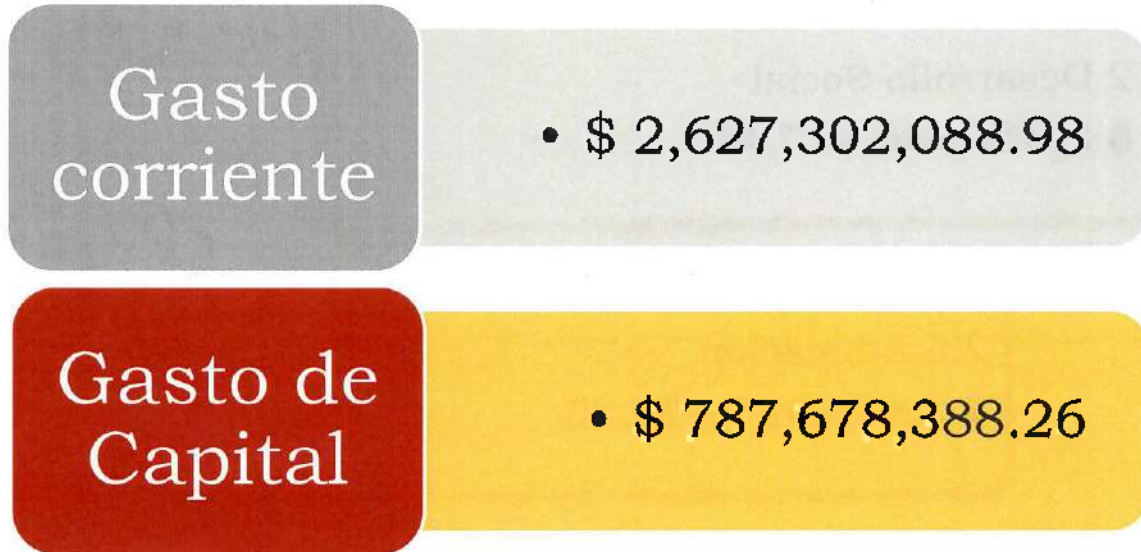 Gasto
corriente
• $ 2,627,302,088.98
Gasto de
Capital
• $ 787,678,388.26